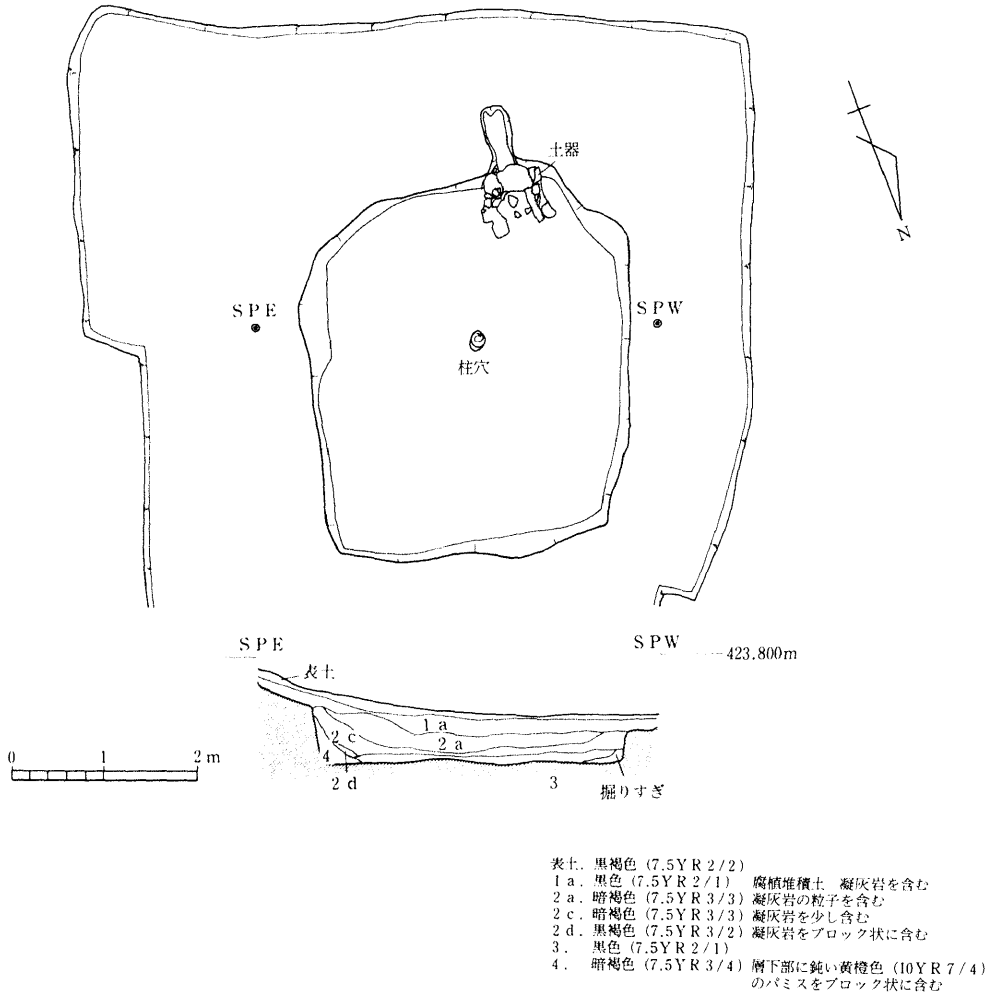 土器
N
SPE
SPW
柱穴
SPE
SPW
423.800m
表土
1a
2c
2a
0 1 2m
4
2d
3
掘りすぎ
表土. 黒褐色 (7.5YR2/2)
1a. 黒色 (7.5YR2/1) 腐植堆積土 凝灰岩を含む
2a. 暗褐色 (7.5YR3/3) 凝灰岩の粒子を含む
2c. 暗褐色 (7.5YR3/3) 凝灰岩を少し含む
2d. 黒褐色 (7.5YR3/2) 凝灰岩をブロック状に含む
3. 黒色 (7.5YR2/1)
4. 暗褐色 (7.5YR3/4) 層下部に鈍い黄橙色 (10YR7/4)
のパミスをブロック状に含む